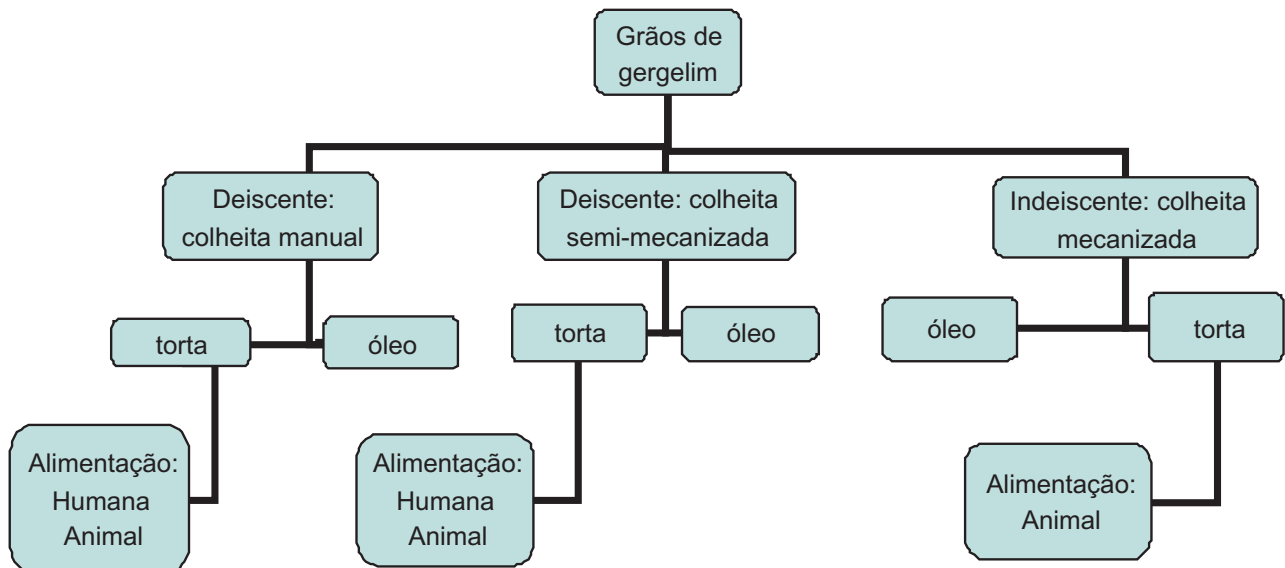 Grãos de
gergelim
Deiscente:
colheita manual
Deiscente: colheita
semi-mecanizada
Indeiscente: colheita
mecanizada
torta
óleo
torta
óleo
óleo
torta
Alimentação:
Humana
Animal
Alimentação:
Humana
Animal
Alimentação:
Animal